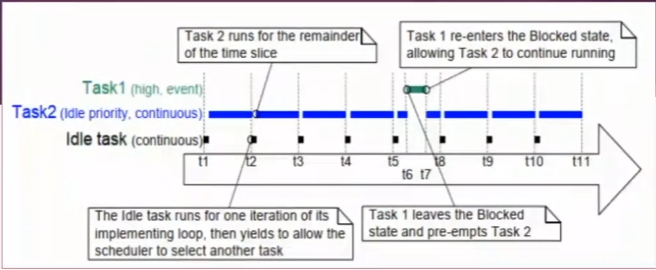 Task 2 runs for the remainder
of the time slice
Task 1 re-enters the Blocked state,
allowing Task 2 to continue running
Task1 (high, event)
Task2 (Idle priority, continuous)
Idle task (continuous)
t1 t2 t3 t4 t5 t8 t9 t10 t11
t6 t7
The Idle task runs for one iteration of its
implementing loop, then yields to allow the
scheduler to select another task
Task 1 leaves the Blocked
state and pre-empts Task 2